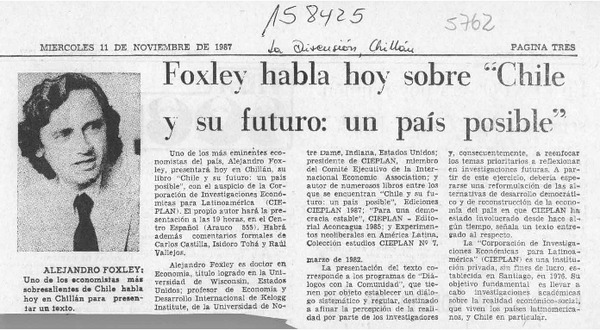 158425
5762
MIERCOLES 11 DE NOVIEMBRE DE 1987
La Discusión, Chillán
PAGINA TRES
Foxley habla hoy sobre "Chile
y su futuro: un país posible"
ALEJANDRO FOXLEY:
Uno de los economistas más
sobresalientes de Chile habla
hoy en Chillán para presen-
tar un texto.
Uno de los más eminentes
economistas del país, Alejandro Fox-
ley, presentará hoy en Chillán, su
libro "Chile y su futuro: un país
posible", con el auspicio de la Cor-
poración de Investigaciones Econó-
micas para Latinoamérica (CIE-
PLAN). El propio autor hará la pre-
sentación a las 19 horas, en el Cen-
tro Español (Arauco 555). Habrá
además comentarios formales de
Carlos Castilla, Isidoro Tohá y Raúl
Vallejos.
Alejandro Foxley es doctor en
Economía, título logrado en la Uni-
versidad de Wisconsin, Estados
Unidos; profesor de Economía y
Desarrollo Internacional de Kelogg
Institute, de la Universidad de No-
tre Dame, Indiana, Estados Unidos;
presidente de CIEPLAN, miembro
del Comité Ejecutivo de la Inter-
nacional Economic Association; y
autor de numerosos libros entre los
que se encuentran "Chile y su fu-
turo: un país posible", Ediciones
CIEPLAN 1987; "Para una demo-
cracia estable", CIEPLAN - Edito-
rial Aconcagua 1985; y Experimen-
tos neoliberales en América Latina,
Colección estudios CIEPLAN Nº 7,
marzo de 1982.
La presentación del texto co-
rresponde a los programas de "Diá-
logos con la Comunidad", que tie-
nen por objeto establecer un diá-
logo sistemático y regular, destinado
a afinar la percepción de la reali-
dad por parte de los investigadores
y, consecuentemente, a reenfocar
los temas prioritarios a reflexionar
en investigaciones futuras. A par-
tir de este ejercicio, debería espe-
rarse una reformulación de las al-
ternativas de desarrollo democráti-
co y de reconstrucción de la econo-
mía del país en que CIEPLAN ha
estado involucrado desde hace al-
gún tiempo, señala un texto entre-
gado al respecto.
La "Corporación de Investiga-
ciones Económicas para Latinoa-
mérica" (CIEPLAN) es una institu-
ción privada, sin fines de lucro, es-
tablecida en Santiago, en 1976. Su
objetivo fundamental es llevar a
cabo investigaciones académicas
sobre la realidad económico-social,
que viven los países latinoamerica-
nos, y Chile en particular.